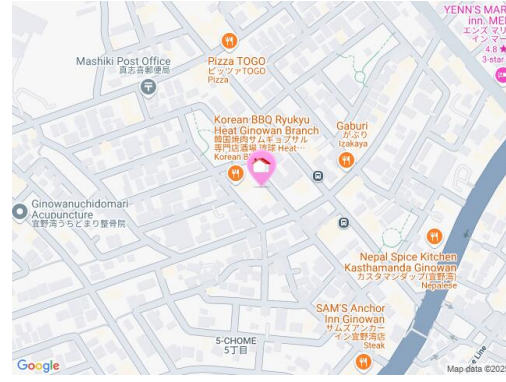 YENN'S MAR
inn. ME
エンズ マリ
イン マー
4.8
3-star
Mashiki Post Office
真志喜郵便局
Pizza TOGO
ピッツァTOGO
Pizza
Korean BBQ Ryukyu
Heat Ginowan Branch
韓国焼肉サムギョプサル
専門店酒場 琉球 Heat…
Korean B
Gaburi
がぶり
Izakaya
Ginowanuchidomari
Acupuncture
宜野湾うちどまり整骨院
Nepal Spice Kitchen
Kasthamanda Ginowan
カスタマンダップ(宜野湾)
Nepalese
SAM'S Anchor
Inn Ginowan
サムズアンカー
イン宜野湾店
Steak
5-CHOME
5丁目
e Line
Google
Map data ©2025